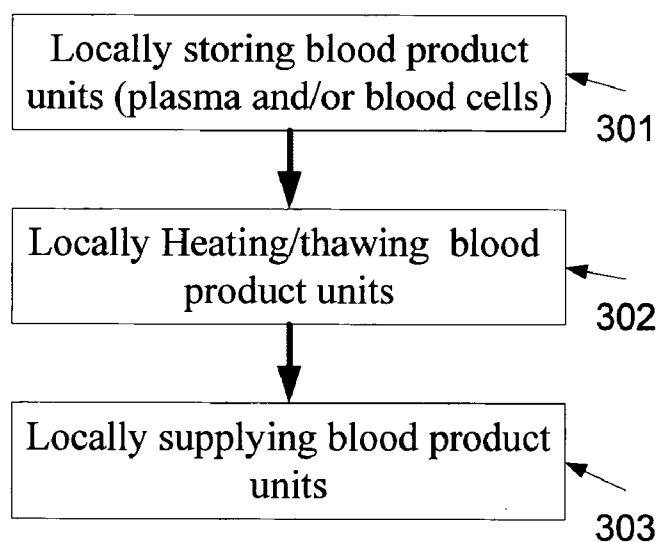 Locally storing blood product
units (plasma and/or blood cells)
301
Locally Heating/thawing blood
product units
302
Locally supplying blood product
units
303